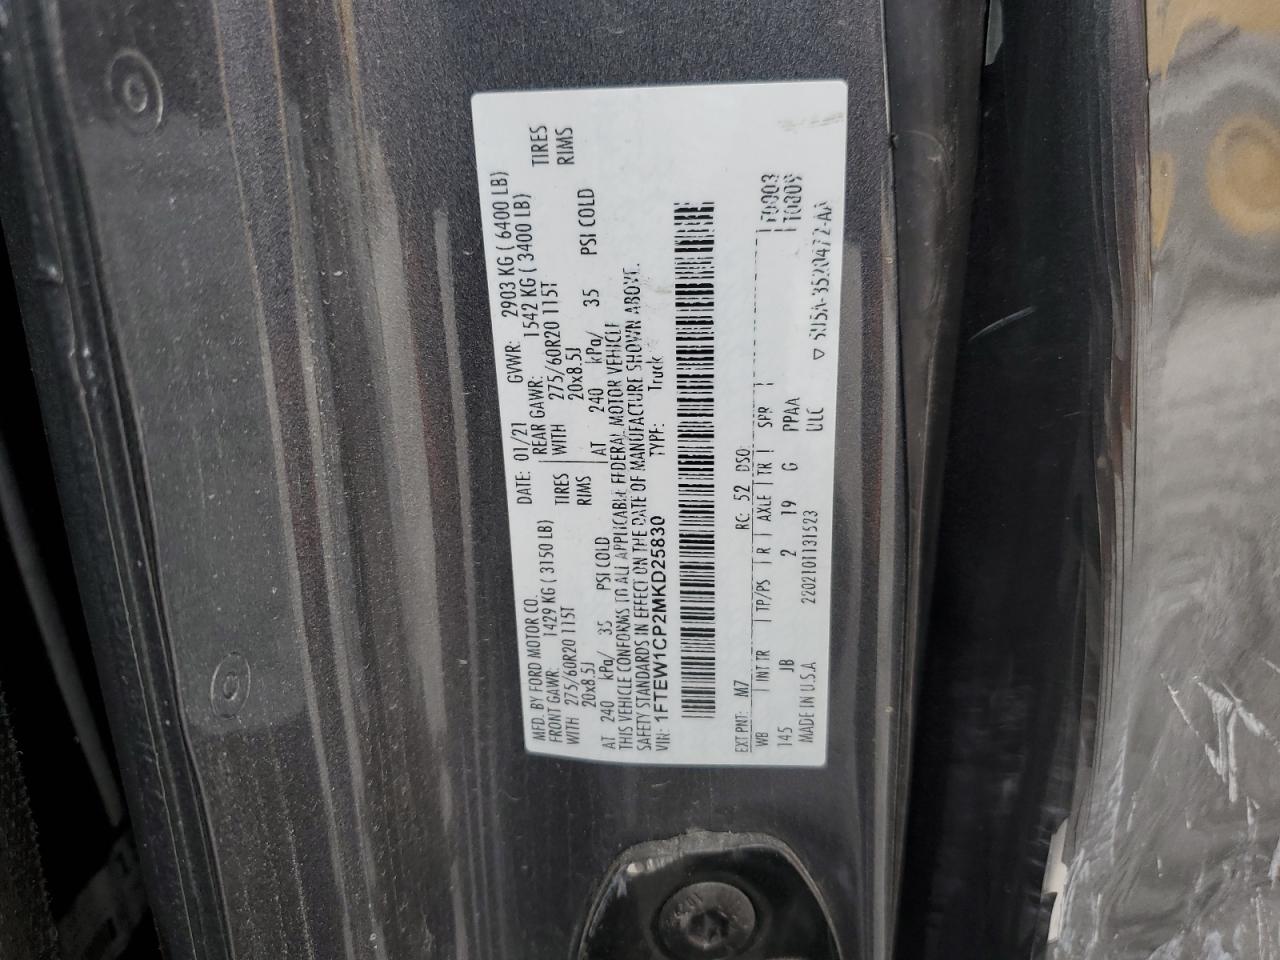 MFD. BY FORD MOTOR CO.
DATE: 01/21 GVWR: 2903 KG ( 6400 LB)
FRONT GAWR: 1429 KG ( 3150 LB) REAR GAWR: 1542 KG ( 3400 LB)
WITH 275/60R20 115T TIRES WITH 275/60R20 115T TIRES
20x8.5J RIMS 20x8.5J RIMS
AT 240 kPa/ 35 PSI COLD AT 240 kPa/ 35 PSI COLD
THIS VEHICLE CONFORMS TO ALL APPLICABLE FEDERAL MOTOR VEHICLE
SAFETY STANDARDS IN EFFECT ON THE DATE OF MANUFACTURE SHOWN ABOVE.
VIN: 1FTEW1CP2MKD25830 TYPE: Truck
EXT PNT: M7 RC: 52 DSO:
WB INT TR TP/PS R AXLE TR SPR
145 JB 2 19 G PPAA
MADE IN U.S.A 2202101131523 ULC